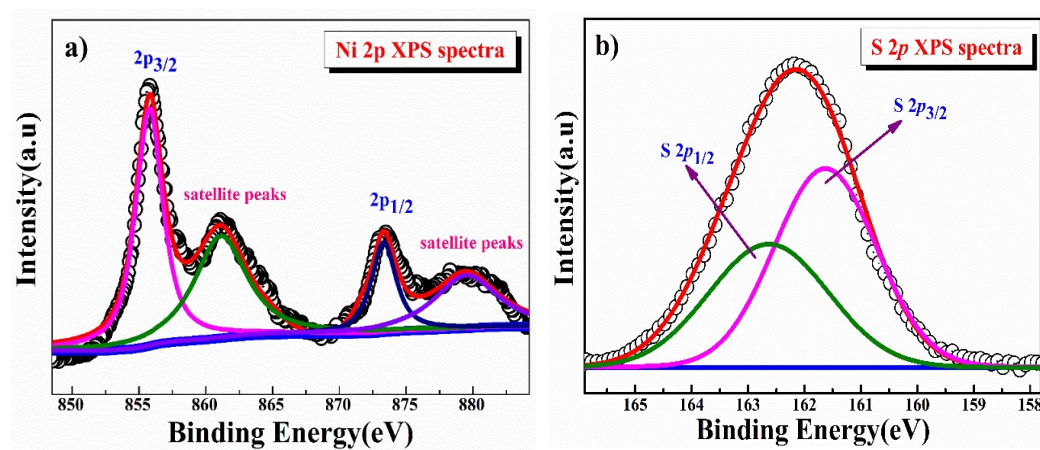 a)
Ni 2p XPS spectra
2p3/2
satellite peaks
2p1/2
satellite peaks
Intensity(a.u)
850 855 860 865 870 875 880
Binding Energy(eV)
b)
S 2p XPS spectra
S 2p3/2
S 2p1/2
Intensity(a.u)
165 164 163 162 161 160 159 158
Binding Energy(eV)